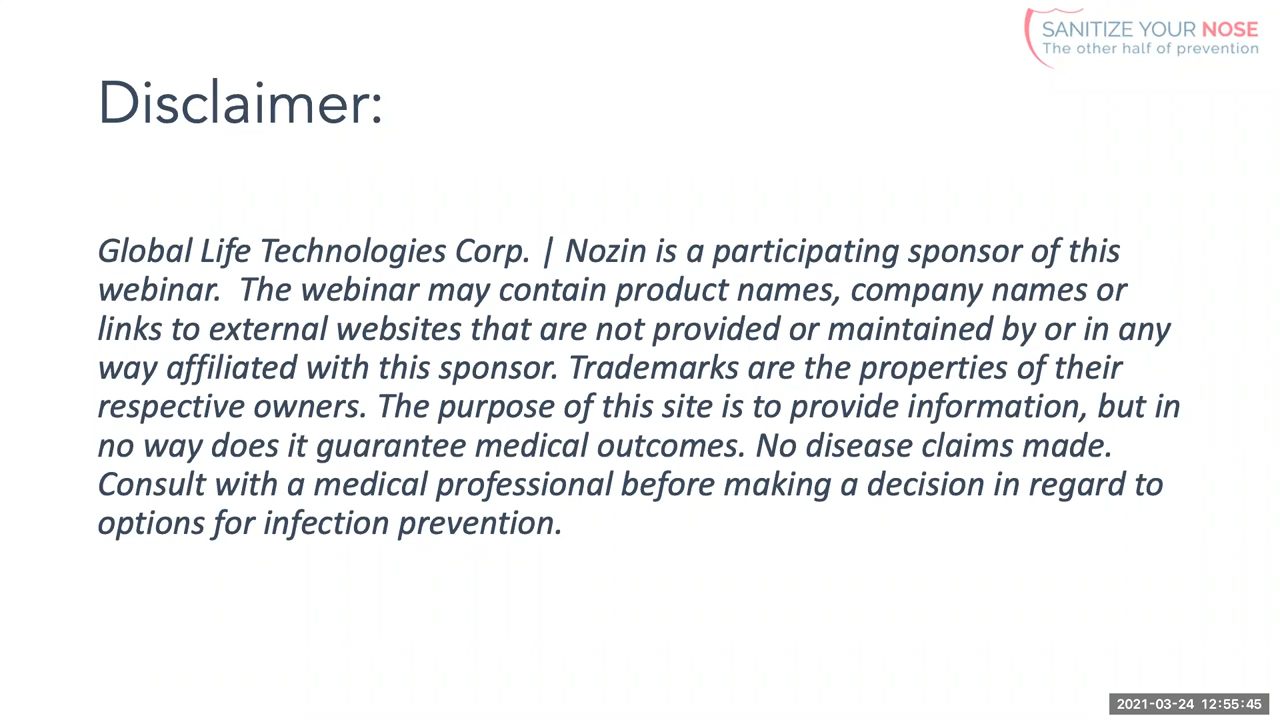 SANITIZE YOUR NOSE
The other half of prevention
Disclaimer:
Global Life Technologies Corp. | Nozin is a participating sponsor of this
webinar.  The webinar may contain product names, company names or
links to external websites that are not provided or maintained by or in any
way affiliated with this sponsor. Trademarks are the properties of their
respective owners. The purpose of this site is to provide information, but in
no way does it guarantee medical outcomes. No disease claims made.
Consult with a medical professional before making a decision in regard to
options for infection prevention.
2021-03-24 12:55:45